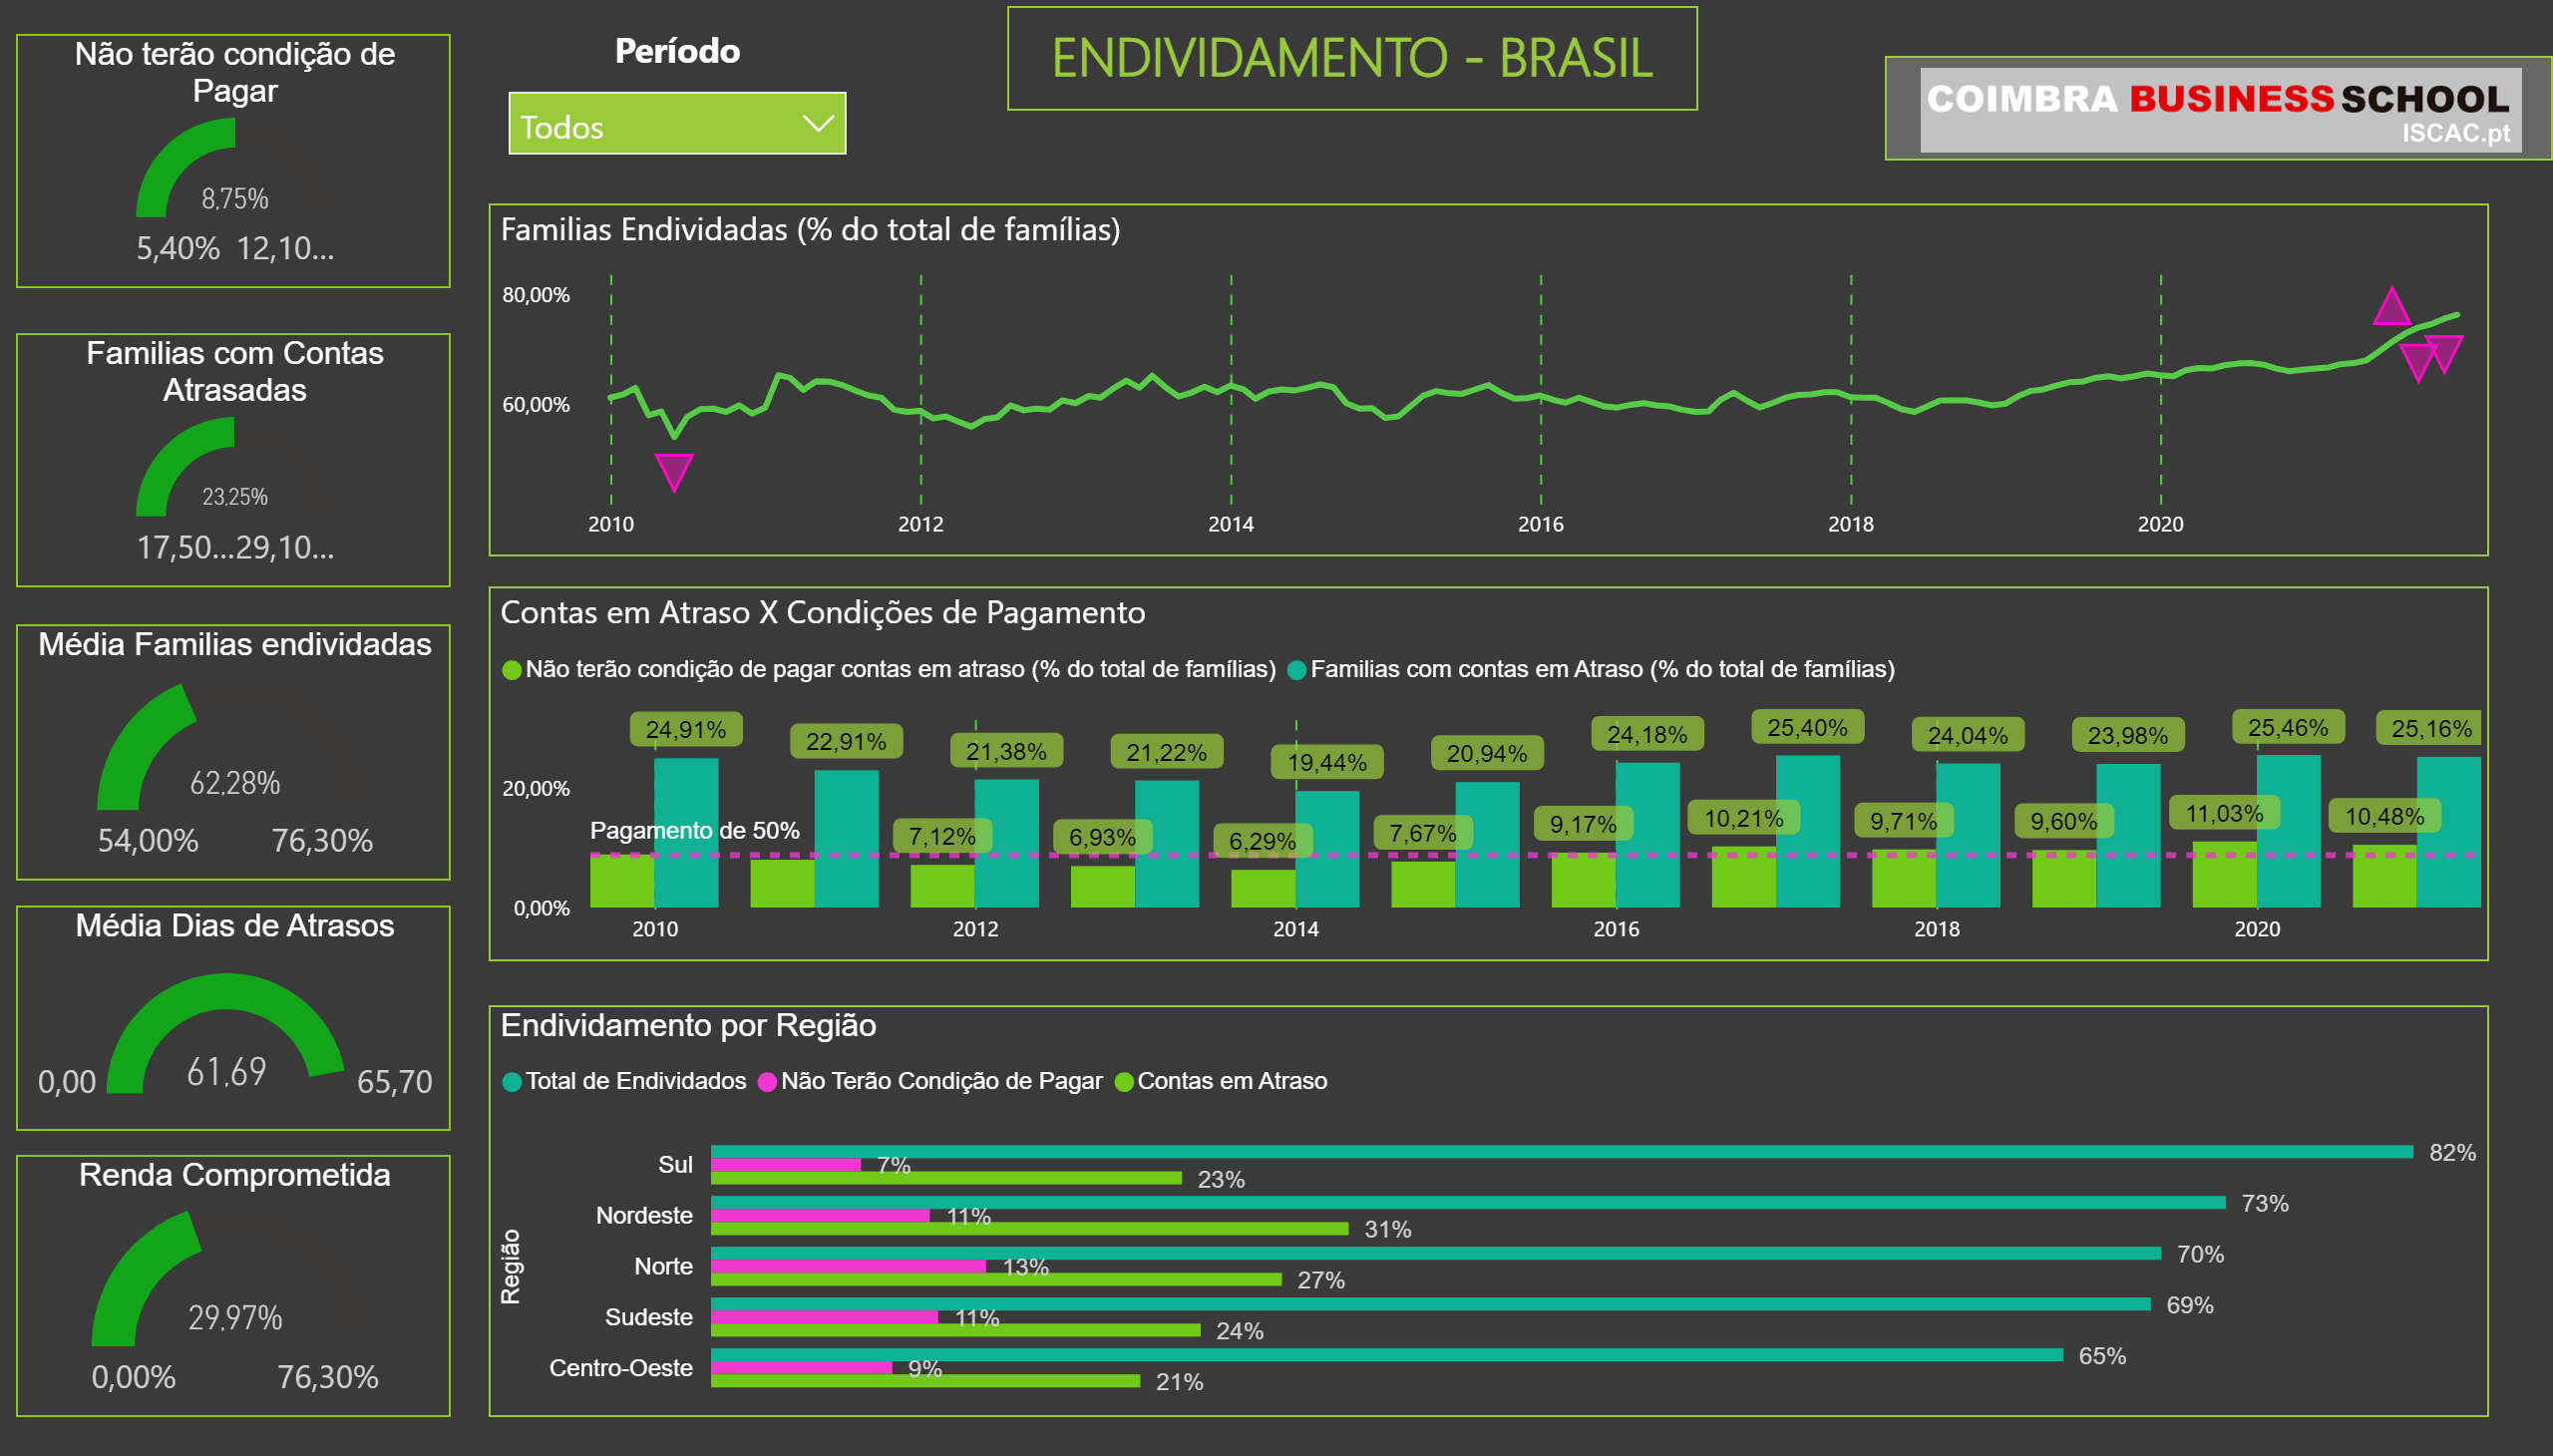 Não terão condição de
Pagar
8,75%
5,40% 12,10...
Familias com Contas
Atrasadas
23,25%
17,50...29,10...
Média Familias endividadas
62,28%
54,00% 76,30%
Média Dias de Atrasos
0,00 61,69 65,70
Renda Comprometida
29,97%
0,00% 76,30%
Período
Todos
ENDIVIDAMENTO - BRASIL
COIMBRA BUSINESS SCHOOL
ISCAC.pt
Familias Endividadas (% do total de famílias)
80,00%
60,00%
2010 2012 2014 2016 2018 2020
Contas em Atraso X Condições de Pagamento
Não terão condição de pagar contas em atraso (% do total de famílias) Familias com contas em Atraso (% do total de famílias)
24,91% 22,91% 21,38% 21,22% 19,44% 20,94% 24,18% 25,40% 24,04% 23,98% 25,46% 25,16%
20,00%
Pagamento de 50%
7,12% 6,93% 6,29% 7,67% 9,17% 10,21% 9,71% 9,60% 11,03% 10,48%
0,00%
2010 2012 2014 2016 2018 2020
Endividamento por Região
Total de Endividados Não Terão Condição de Pagar Contas em Atraso
Região
82%
Sul 7%
23%
73%
Nordeste 11%
31%
70%
Norte 13%
27%
69%
Sudeste 11%
24%
65%
Centro-Oeste 9%
21%